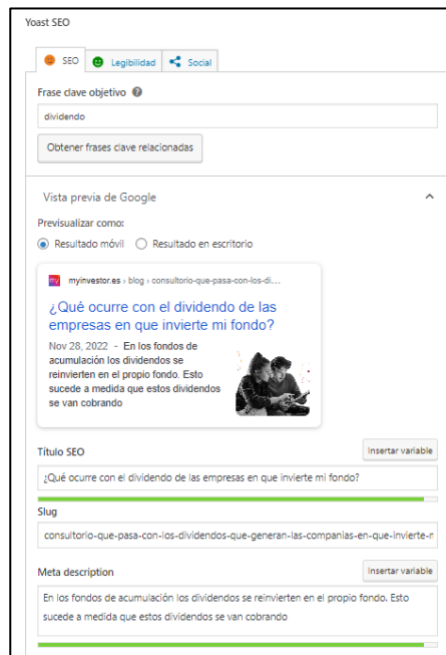 Yoast SEO
SEO
Legibilidad
Social
Frase clave objetivo
dividendo
Obtener frases clave relacionadas
Vista previa de Google
Previsualizar como:
Resultado móvil Resultado en escritorio
my myinvestor.es › blog › consultorio-que-pasa-con-los-di...
¿Qué ocurre con el dividendo de las
empresas en que invierte mi fondo?
Nov 28, 2022 - En los fondos de
acumulación los dividendos se
reinvierten en el propio fondo. Esto
sucede a medida que estos dividendos
se van cobrando
Título SEO
Insertar variable
¿Qué ocurre con el dividendo de las empresas en que invierte mi fondo?
Slug
consultorio-que-pasa-con-los-dividendos-que-generan-las-companias-en-que-invierte-r
Meta description
Insertar variable
En los fondos de acumulación los dividendos se reinvierten en el propio fondo. Esto
sucede a medida que estos dividendos se van cobrando